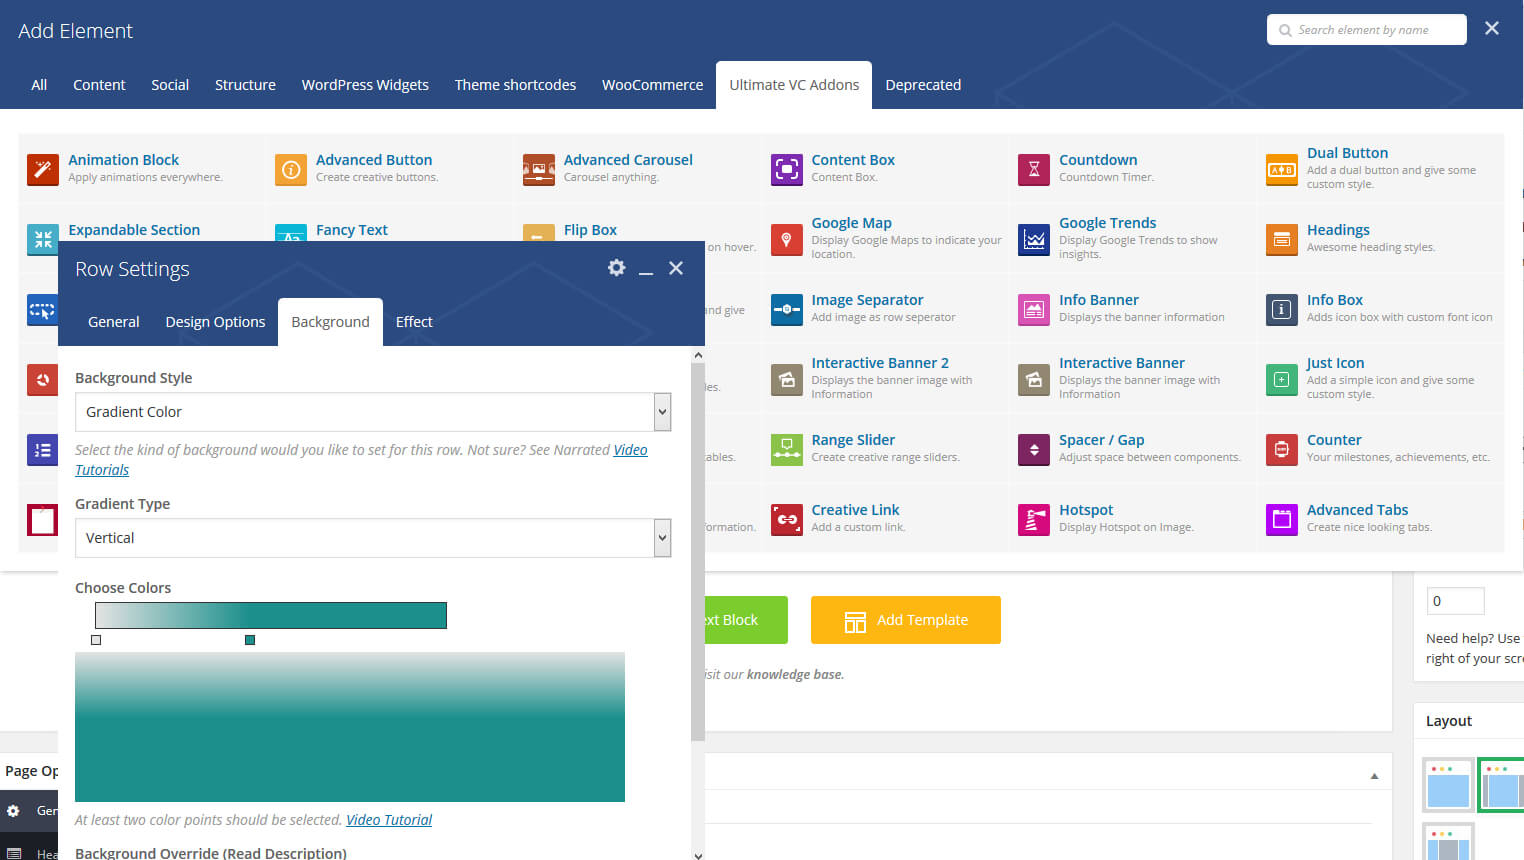 Add Element
Search element by name
All Content Social Structure WordPress Widgets Theme shortcodes WooCommerce Ultimate VC Addons Deprecated
Animation Block
Apply animations everywhere.
Advanced Button
Create creative buttons.
Advanced Carousel
Carousel anything.
Content Box
Content Box.
Countdown
Countdown Timer.
Dual Button
Add a dual button and give some
custom style.
Expandable Section
Fancy Text
Flip Box
on hover.
Google Map
Display Google Maps to indicate your
location.
Google Trends
Display Google Trends to show
insights.
Headings
Awesome heading styles.
and give
Image Separator
Add image as row seperator
Info Banner
Displays the banner information
Info Box
Adds icon box with custom font icon
Interactive Banner 2
Displays the banner image with
Information
Interactive Banner
Displays the banner image with
Information
Just Icon
Add a simple icon and give some
custom style.
Range Slider
Create creative range sliders.
Spacer / Gap
Adjust space between components.
Counter
Your milestones, achievements, etc.
Creative Link
Add a custom link.
Hotspot
Display Hotspot on Image.
Advanced Tabs
Create nice looking tabs.
Row Settings
General Design Options Background Effect
Background Style
Gradient Color
Select the kind of background would you like to set for this row. Not sure? See Narrated Video
Tutorials
Gradient Type
Vertical
Choose Colors
At least two color points should be selected. Video Tutorial
Background Override (Read Description)
ext Block
Add Template
isit our knowledge base.
0
Need help? Use
right of your scre
Layout
Page Op
Gen
Hea